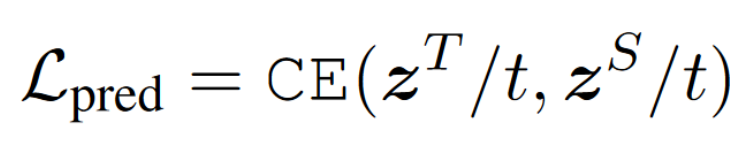 ℒ_pred = CE(z^T/t, z^S/t)